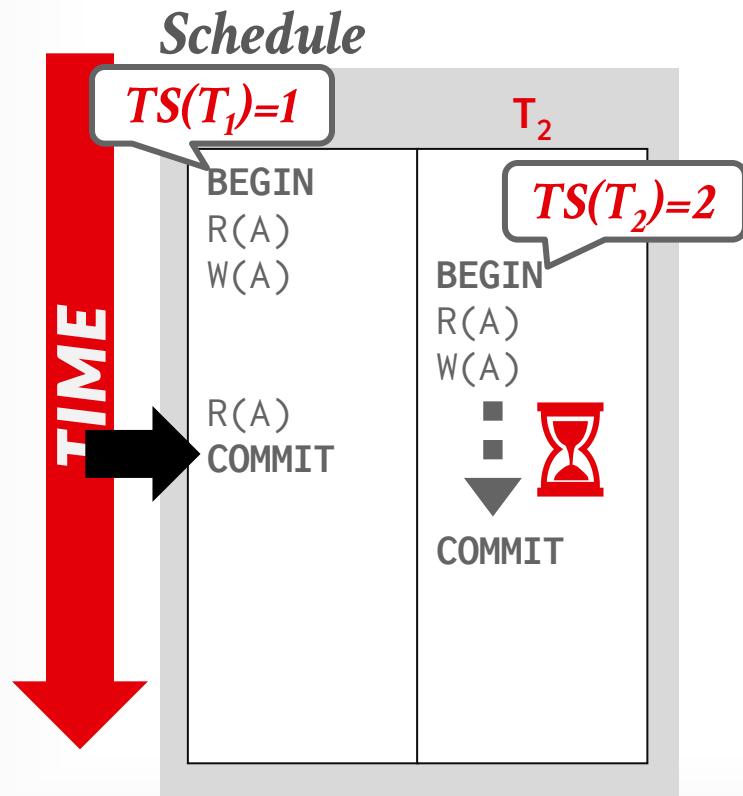 Schedule
TS(T₁)=1
T₂
BEGIN
R(A)
W(A)
R(A)
COMMIT
TS(T₂)=2
BEGIN
R(A)
W(A)
COMMIT
TIME